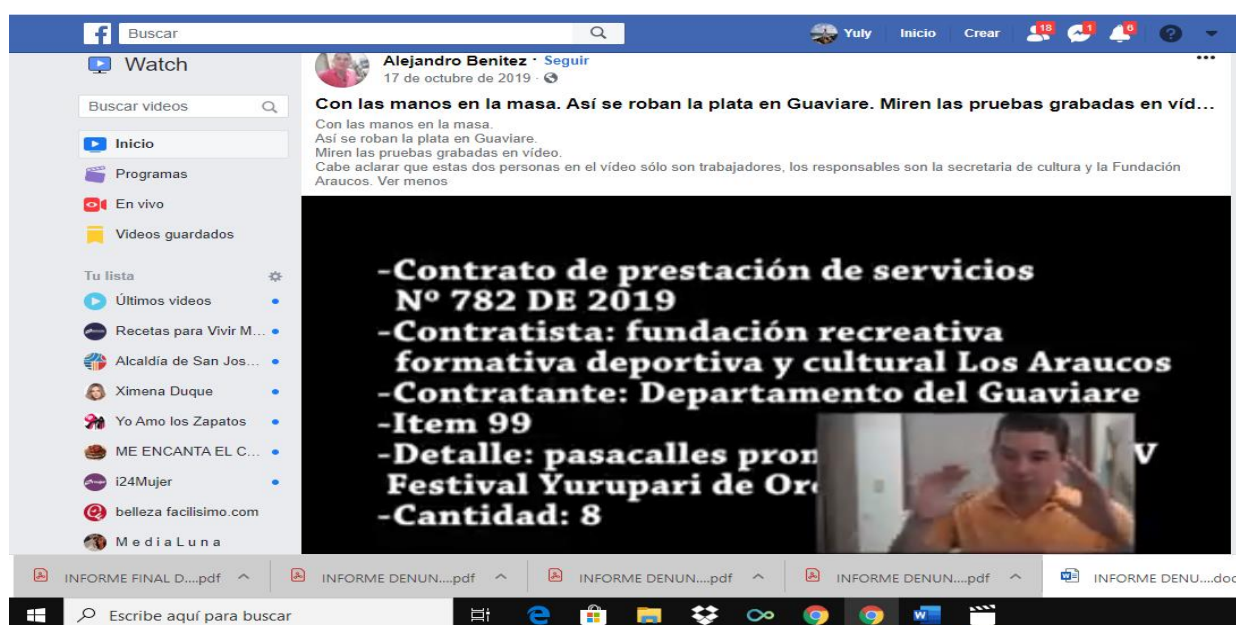 Buscar
Yuly Inicio Crear 18 1 6
Watch
Buscar videos
Inicio
Programas
En vivo
Videos guardados
Tu lista
Últimos videos
Recetas para Vivir M...
Alcaldía de San Jos...
Ximena Duque
Yo Amo los Zapatos
ME ENCANTA EL C...
i24Mujer
belleza facilisimo.com
MediaLuna
Alejandro Benitez · Seguir
17 de octubre de 2019 ·
Con las manos en la masa. Así se roban la plata en Guaviare. Miren las pruebas grabadas en víd...
Con las manos en la masa.
Así se roban la plata en Guaviare.
Miren las pruebas grabadas en vídeo.
Cabe aclarar que estas dos personas en el vídeo sólo son trabajadores, los responsables son la secretaria de cultura y la Fundación
Araucos. Ver menos
-Contrato de prestación de servicios
Nº 782 DE 2019
-Contratista: fundación recreativa
formativa deportiva y cultural Los Araucos
-Contratante: Departamento del Guaviare
-Item 99
-Detalle: pasacalles pron V
Festival Yurupari de Or
-Cantidad: 8
INFORME FINAL D....pdf
INFORME DENUN....pdf
INFORME DENUN....pdf
INFORME DENUN....pdf
INFORME DENU....doc
Escribe aquí para buscar